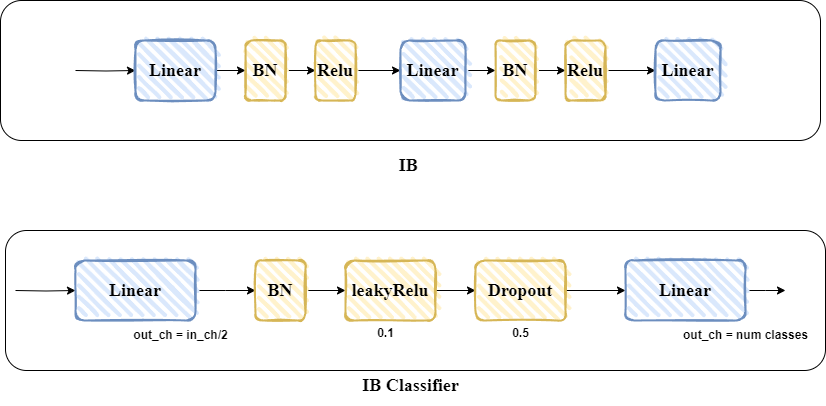 Linear BN Relu Linear BN Relu Linear
IB
Linear BN leakyRelu Dropout Linear
out_ch = in_ch/2 0.1 0.5 out_ch = num classes
IB Classifier